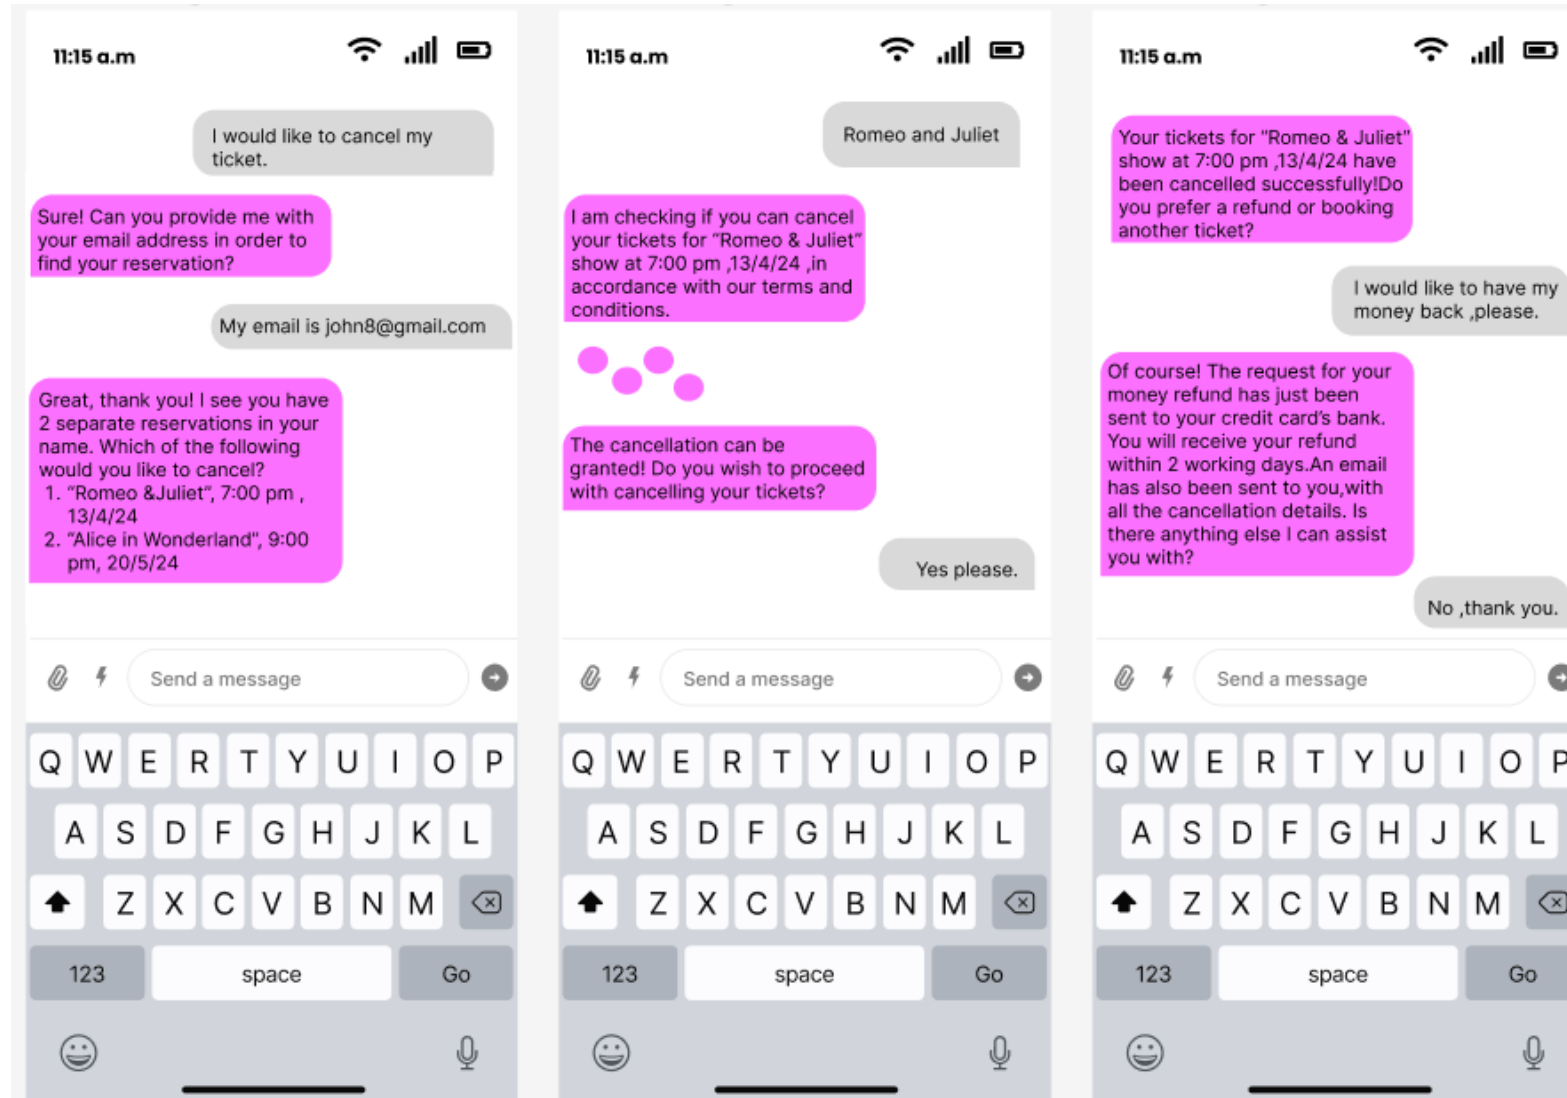 11:15 a.m
I would like to cancel my
ticket.
Sure! Can you provide me with
your email address in order to
find your reservation?
My email is john8@gmail.com
Great, thank you! I see you have
2 separate reservations in your
name. Which of the following
would you like to cancel?
1. “Romeo &Juliet”, 7:00 pm ,
13/4/24
2. “Alice in Wonderland”, 9:00
pm, 20/5/24
Send a message
Q W E R T Y U I O P
A S D F G H J K L
Z X C V B N M
123 space Go
11:15 a.m
Romeo and Juliet
I am checking if you can cancel
your tickets for “Romeo & Juliet”
show at 7:00 pm ,13/4/24 ,in
accordance with our terms and
conditions.
The cancellation can be
granted! Do you wish to proceed
with cancelling your tickets?
Yes please.
Send a message
Q W E R T Y U I O P
A S D F G H J K L
Z X C V B N M
123 space Go
11:15 a.m
Your tickets for "Romeo & Juliet"
show at 7:00 pm ,13/4/24 have
been cancelled successfully!Do
you prefer a refund or booking
another ticket?
I would like to have my
money back ,please.
Of course! The request for your
money refund has just been
sent to your credit card’s bank.
You will receive your refund
within 2 working days.An email
has also been sent to you,with
all the cancellation details. Is
there anything else I can assist
you with?
No ,thank you.
Send a message
Q W E R T Y U I O P
A S D F G H J K L
Z X C V B N M
123 space Go